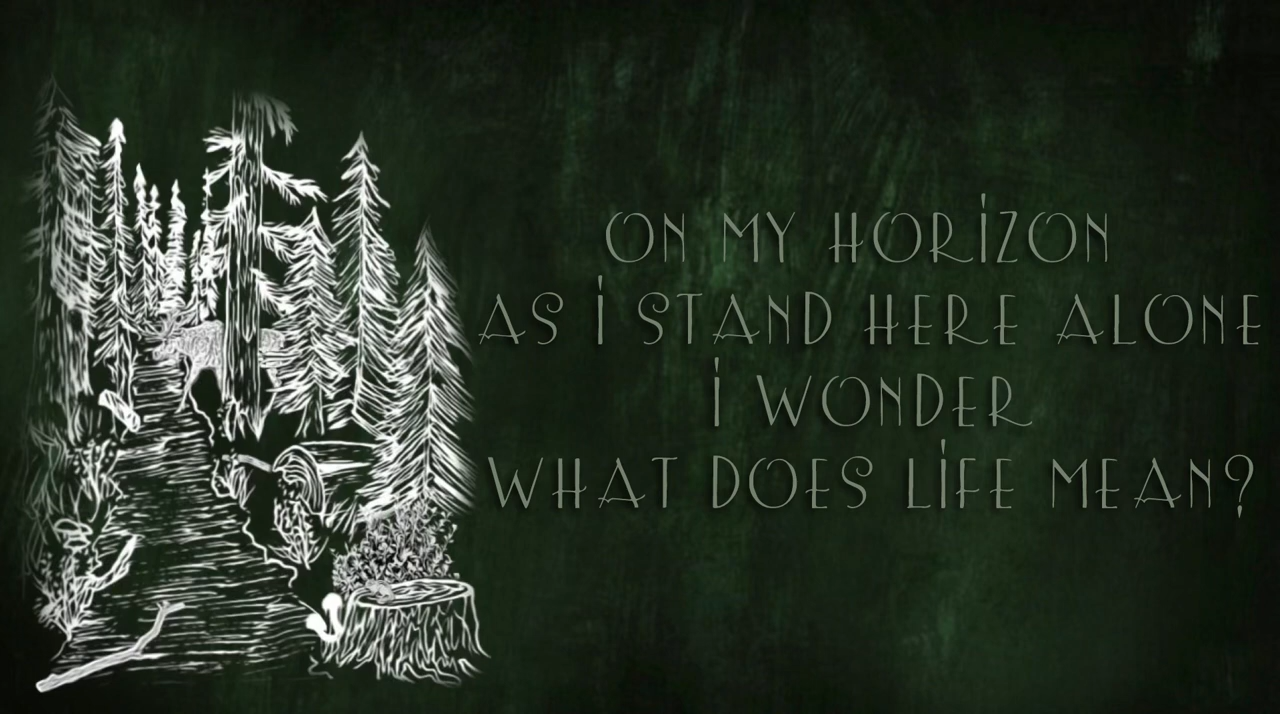 ON MY HORIZON
AS I STAND HERE ALONE
I WONDER
WHAT DOES LIFE MEAN?